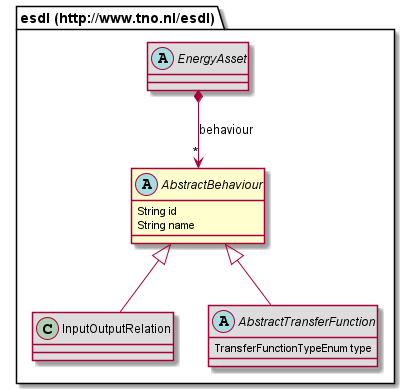 esdl (http://www.tno.nl/esdl)
A EnergyAsset
behaviour
*
A AbstractBehaviour
String id
String name
C InputOutputRelation
A AbstractTransferFunction
TransferFunctionTypeEnum type